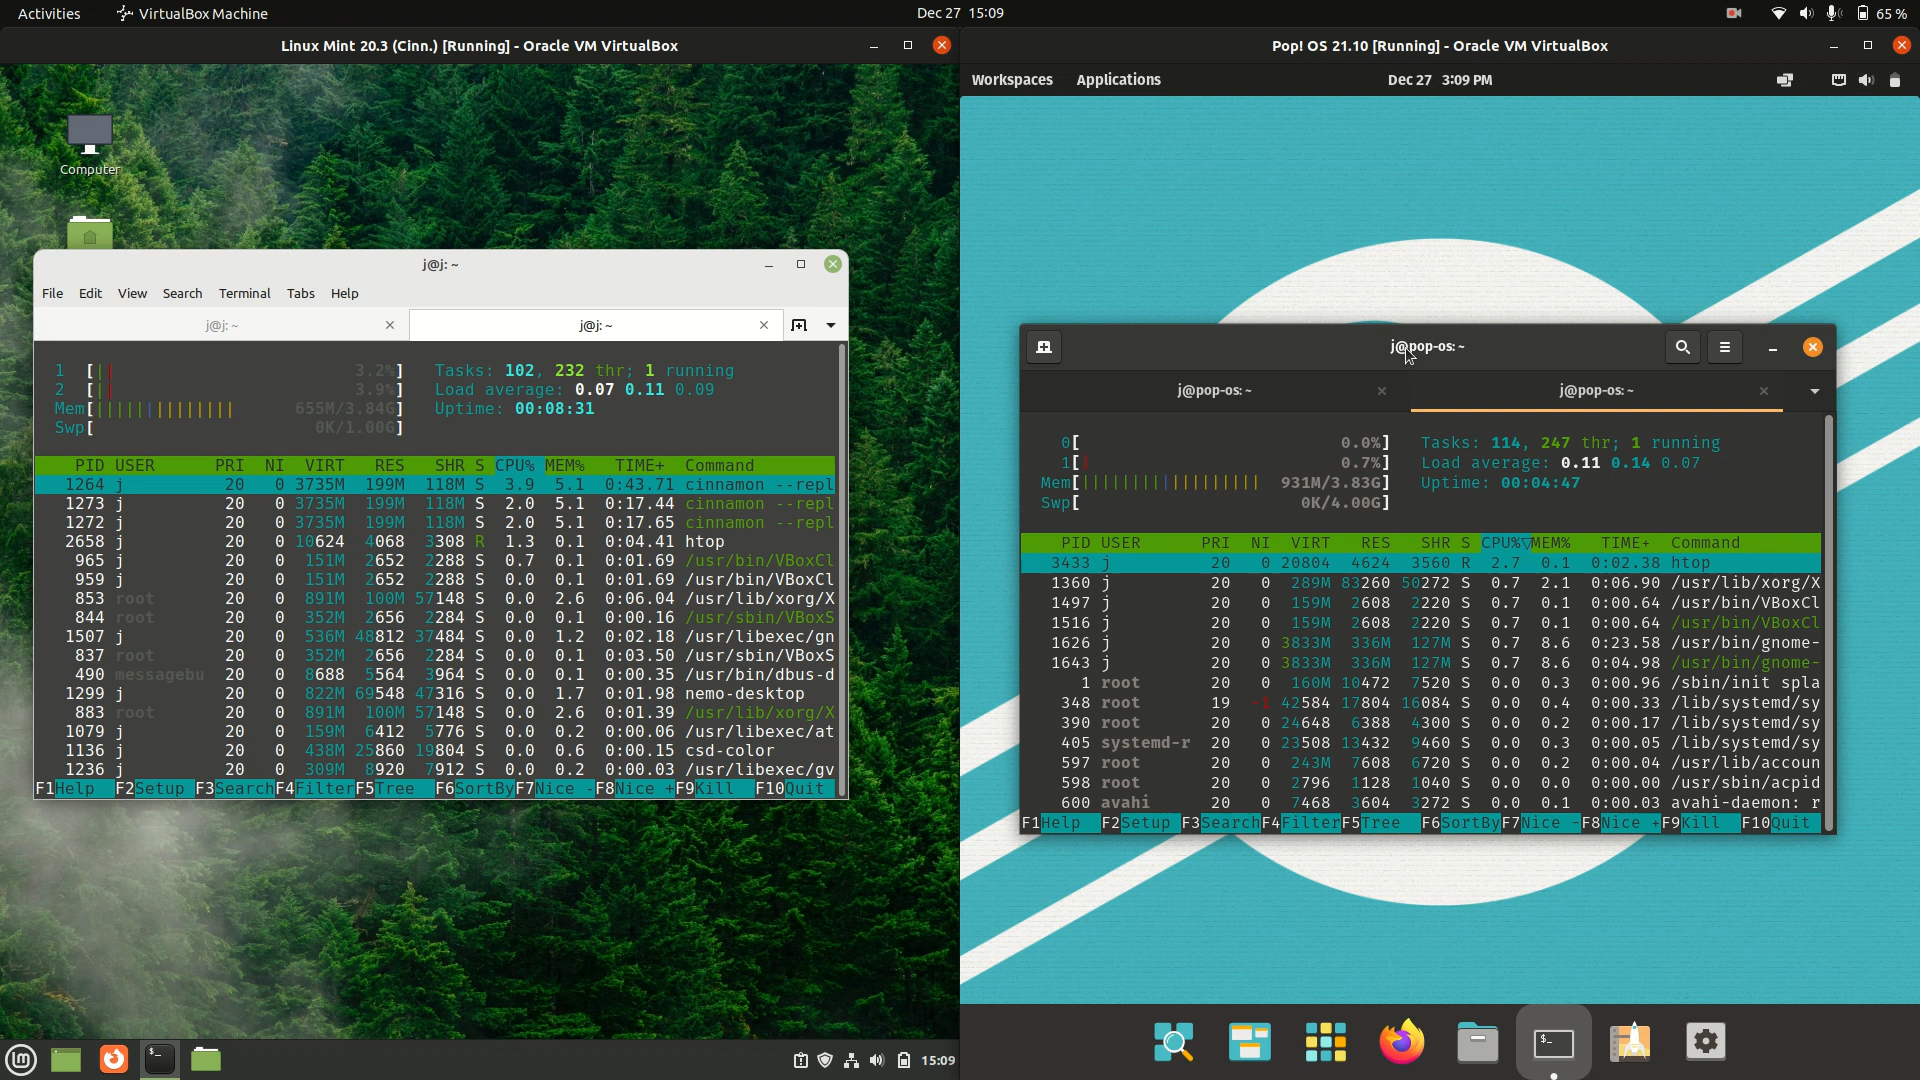 Activities VirtualBox Machine Dec 27 15:09 65 %
Linux Mint 20.3 (Cinn.) [Running] - Oracle VM VirtualBox
Computer
j@j: ~
File Edit View Search Terminal Tabs Help
j@j: ~ j@j: ~
1 [|| 3.2%] Tasks: 102, 232 thr; 1 running
2 [|| 3.9%] Load average: 0.07 0.11 0.09
Mem[|||||||||||||| 655M/3.84G] Uptime: 00:08:31
Swp[ 0K/1.00G]
PID USER PRI NI VIRT RES SHR S CPU% MEM% TIME+ Command
1264 j 20 0 3735M 199M 118M S 3.9 5.1 0:43.71 cinnamon --repl
1273 j 20 0 3735M 199M 118M S 2.0 5.1 0:17.44 cinnamon --repl
1272 j 20 0 3735M 199M 118M S 2.0 5.1 0:17.65 cinnamon --repl
2658 j 20 0 10624 4068 3308 R 1.3 0.1 0:04.41 htop
965 j 20 0 151M 2652 2288 S 0.7 0.1 0:01.69 /usr/bin/VBoxCl
959 j 20 0 151M 2652 2288 S 0.0 0.1 0:01.69 /usr/bin/VBoxCl
853 root 20 0 891M 100M 57148 S 0.0 2.6 0:06.04 /usr/lib/xorg/X
844 root 20 0 352M 2656 2284 S 0.0 0.1 0:00.16 /usr/sbin/VBoxS
1507 j 20 0 536M 48812 37484 S 0.0 1.2 0:02.18 /usr/libexec/gn
837 root 20 0 352M 2656 2284 S 0.0 0.1 0:03.50 /usr/sbin/VBoxS
490 messagebu 20 0 8688 5564 3964 S 0.0 0.1 0:00.35 /usr/bin/dbus-d
1299 j 20 0 822M 69548 47316 S 0.0 1.7 0:01.98 nemo-desktop
883 root 20 0 891M 100M 57148 S 0.0 2.6 0:01.39 /usr/lib/xorg/X
1079 j 20 0 159M 6412 5776 S 0.0 0.2 0:00.06 /usr/libexec/at
1136 j 20 0 438M 25860 19804 S 0.0 0.6 0:00.15 csd-color
1236 j 20 0 309M 8920 7912 S 0.0 0.2 0:00.03 /usr/libexec/gv
F1Help F2Setup F3SearchF4FilterF5Tree F6SortByF7Nice -F8Nice +F9Kill F10Quit
15:09
Pop! OS 21.10 [Running] - Oracle VM VirtualBox
Workspaces Applications Dec 27 3:09 PM
j@pop-os: ~
j@pop-os: ~ j@pop-os: ~
0[ 0.0%] Tasks: 114, 247 thr; 1 running
1[| 0.7%] Load average: 0.11 0.14 0.07
Mem[|||||||||||||||||| 931M/3.83G] Uptime: 00:04:47
Swp[ 0K/4.00G]
PID USER PRI NI VIRT RES SHR S CPU%▽MEM% TIME+ Command
3433 j 20 0 20804 4624 3560 R 2.7 0.1 0:02.38 htop
1360 j 20 0 289M 83260 50272 S 0.7 2.1 0:06.90 /usr/lib/xorg/X
1497 j 20 0 159M 2608 2220 S 0.7 0.1 0:00.64 /usr/bin/VBoxCl
1516 j 20 0 159M 2608 2220 S 0.7 0.1 0:00.64 /usr/bin/VBoxCl
1626 j 20 0 3833M 336M 127M S 0.7 8.6 0:23.58 /usr/bin/gnome-
1643 j 20 0 3833M 336M 127M S 0.7 8.6 0:04.98 /usr/bin/gnome-
1 root 20 0 160M 10472 7520 S 0.0 0.3 0:00.96 /sbin/init spla
348 root 19 -1 42584 17804 16084 S 0.0 0.4 0:00.33 /lib/systemd/sy
390 root 20 0 24648 6388 4300 S 0.0 0.2 0:00.17 /lib/systemd/sy
405 systemd-r 20 0 23508 13432 9460 S 0.0 0.3 0:00.05 /lib/systemd/sy
597 root 20 0 243M 7608 6720 S 0.0 0.2 0:00.04 /usr/lib/accoun
598 root 20 0 2796 1128 1040 S 0.0 0.0 0:00.00 /usr/sbin/acpid
600 avahi 20 0 7468 3604 3272 S 0.0 0.1 0:00.03 avahi-daemon: r
F1Help F2Setup F3SearchF4FilterF5Tree F6SortByF7Nice -F8Nice +F9Kill F10Quit